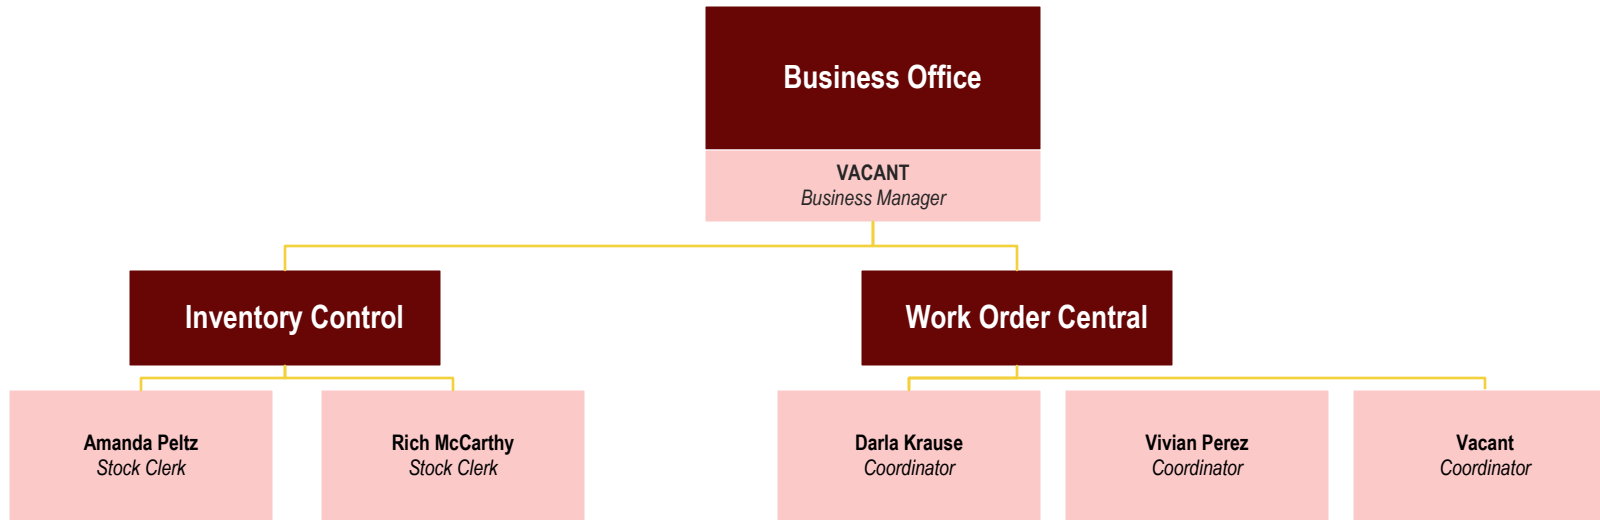 Business Office
VACANT
Business Manager
Inventory Control
Work Order Central
Amanda Peltz
Stock Clerk
Rich McCarthy
Stock Clerk
Darla Krause
Coordinator
Vivian Perez
Coordinator
Vacant
Coordinator